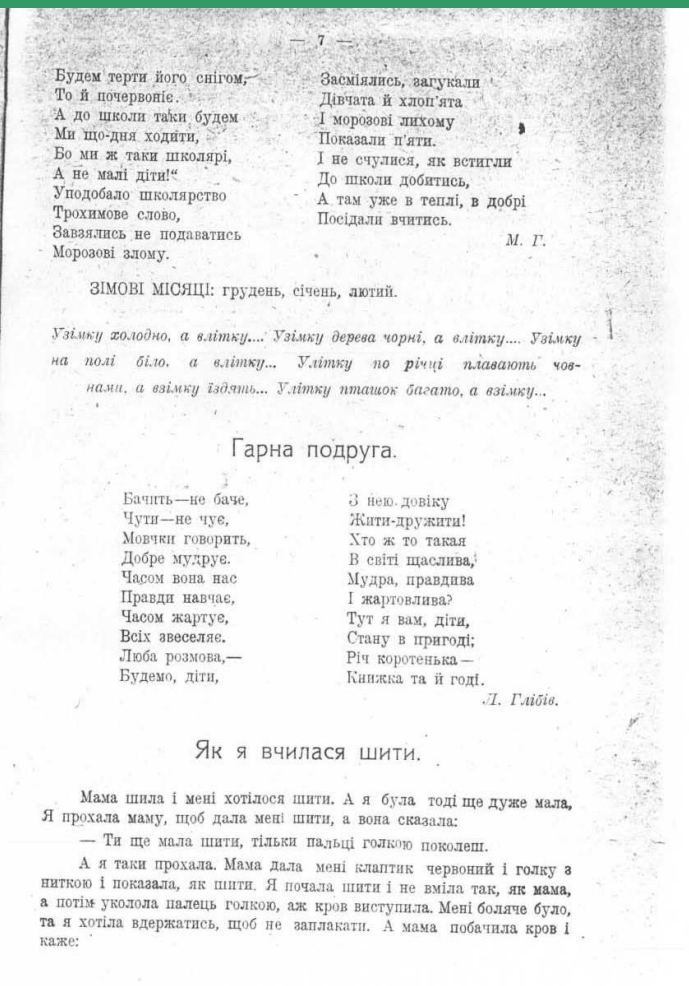 — 7 —
Будем терти його снігом,
То й почервоніє.
А до школи таки будем
Ми що-дня ходити,
Бо ми ж таки школярі,
А не малі діти!“
Уподобало школярство
Трохимове слово,
Завзялись не подаватись
Морозові злому.
Засміялись, загукали
Дівчата й хлоп'ята
І морозові лихому
Показали п'яти.
І не счулися, як встигли
До школи добитись,
А там уже в теплі, в добрі
Посідали вчитись.
М. Г.
ЗІМОВІ МІСЯЦІ: грудень, січень, лютий.
Узімку холодно, а влітку.... Узімку дерева чорні, а влітку.... Узімку
на полі біло, а влітку... Улітку по річці плавають чов-
нами, а взімку їздять... Улітку пташок багато, а взімку...
Гарна подруга.
Бачить—не баче,
Чути—не чує,
Мовчки говорить,
Добре мудрує.
Часом вона нас
Правди навчає,
Часом жартує,
Всіх звеселяє.
Люба розмова,—
Будемо, діти,
З нею довіку
Жити-дружити!
Хто ж то такая
В світі щаслива,
Мудра, правдива
І жартовлива?
Тут я вам, діти,
Стану в пригоді;
Річ коротенька—
Книжка та й годі.
Л. Глібів.
Як я вчилася шити.
Мама шила і мені хотілося шити. А я була тоді ще дуже мала,
Я прохала маму, щоб дала мені шити, а вона сказала:
— Ти ще мала шити, тільки пальці голкою поколеш.
А я таки прохала. Мама дала мені клаптик червоний і голку з
ниткою і показала, як шити. Я почала шити і не вміла так, як мама,
а потім уколола палець голкою, аж кров виступила. Мені боляче було,
та я хотіла вдержатись, щоб не заплакати. А мама побачила кров і
каже: